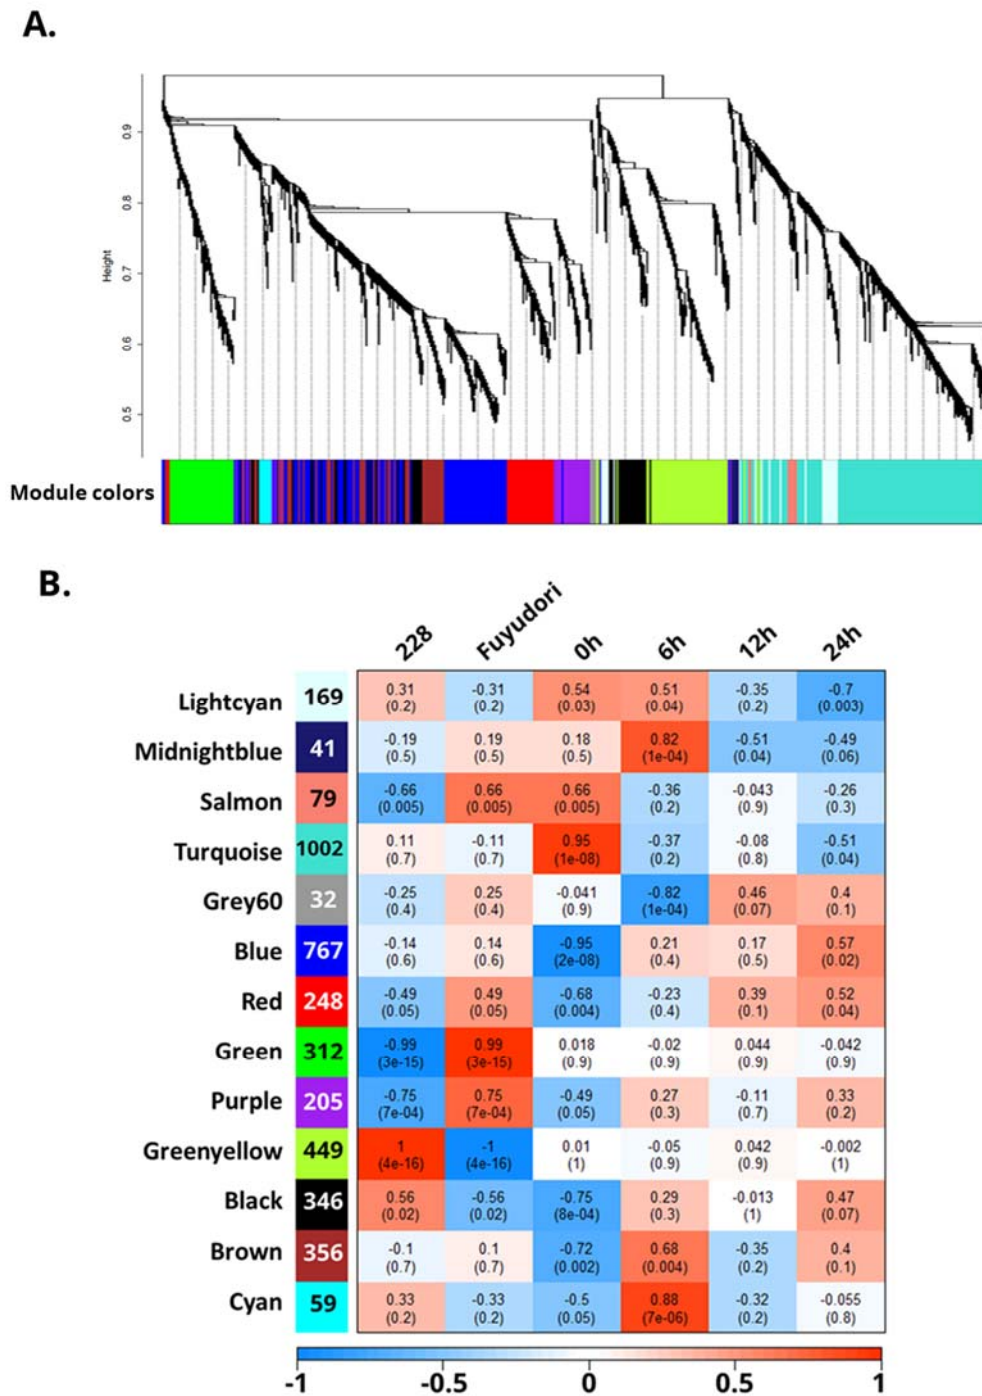 A.
Height
0.9
0.8
0.7
0.6
0.5
Module colors
B.
228 Fuyudori 0h 6h 12h 24h
Lightcyan 169 0.31 -0.31 0.54 0.51 -0.35 -0.7
(0.2) (0.2) (0.03) (0.04) (0.2) (0.003)
Midnightblue 41 -0.19 0.19 0.18 0.82 -0.51 -0.49
(0.5) (0.5) (0.5) (1e-04) (0.04) (0.06)
Salmon 79 -0.66 0.66 0.66 -0.36 -0.043 -0.26
(0.005) (0.005) (0.005) (0.2) (0.9) (0.3)
Turquoise 1002 0.11 -0.11 0.95 -0.37 -0.08 -0.51
(0.7) (0.7) (1e-08) (0.2) (0.8) (0.04)
Grey60 32 -0.25 0.25 -0.041 -0.82 0.46 0.4
(0.4) (0.4) (0.9) (1e-04) (0.07) (0.1)
Blue 767 -0.14 0.14 -0.95 0.21 0.17 0.57
(0.6) (0.6) (2e-08) (0.4) (0.5) (0.02)
Red 248 -0.49 0.49 -0.68 -0.23 0.39 0.52
(0.05) (0.05) (0.004) (0.4) (0.1) (0.04)
Green 312 -0.99 0.99 0.018 -0.02 0.044 -0.042
(3e-15) (3e-15) (0.9) (0.9) (0.9) (0.9)
Purple 205 -0.75 0.75 -0.49 0.27 -0.11 0.33
(7e-04) (7e-04) (0.05) (0.3) (0.7) (0.2)
Greenyellow 449 1 -1 0.01 -0.05 0.042 -0.002
(4e-16) (4e-16) (1) (0.9) (0.9) (1)
Black 346 0.56 -0.56 -0.75 0.29 -0.013 0.47
(0.02) (0.02) (8e-04) (0.3) (1) (0.07)
Brown 356 -0.1 0.1 -0.72 0.68 -0.35 0.4
(0.7) (0.7) (0.002) (0.004) (0.2) (0.1)
Cyan 59 0.33 -0.33 -0.5 0.88 -0.32 -0.055
(0.2) (0.2) (0.05) (7e-06) (0.2) (0.8)
-1 -0.5 0 0.5 1